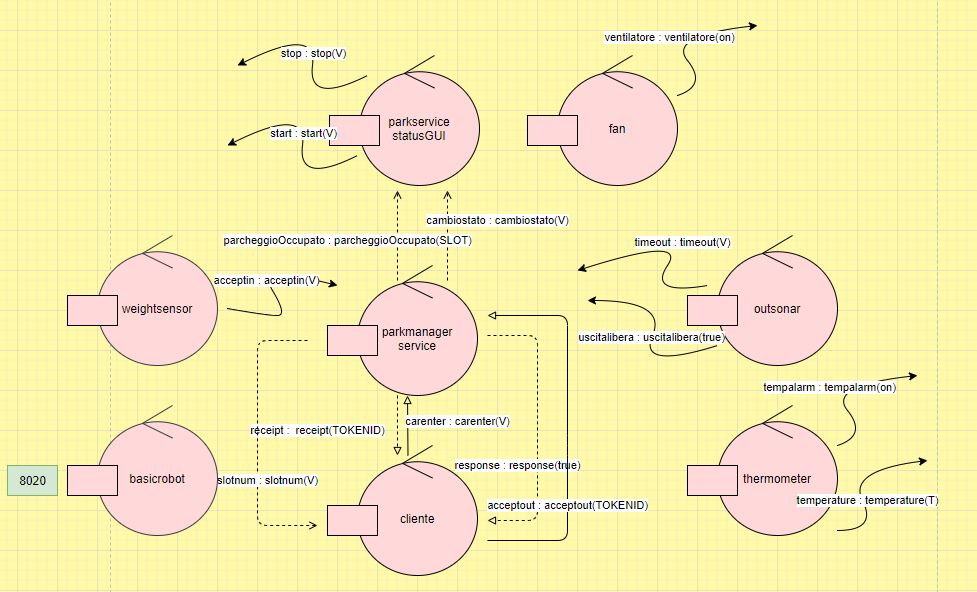 ventilatore : ventilatore(on)
stop : stop(V)
parkservice
statusGUI
fan
start : start(V)
cambiostato : cambiostato(V)
parcheggioOccupato : parcheggioOccupato(SLOT)
timeout : timeout(V)
acceptin : acceptin(V)
weightsensor
outsonar
parkmanager
service
uscitalibera : uscitalibera(true)
tempalarm : tempalarm(on)
carenter : carenter(V)
receipt :  receipt(TOKENID)
response : response(true)
8020
basicrobot
slotnum : slotnum(V)
thermometer
temperature : temperature(T)
acceptout : acceptout(TOKENID)
cliente